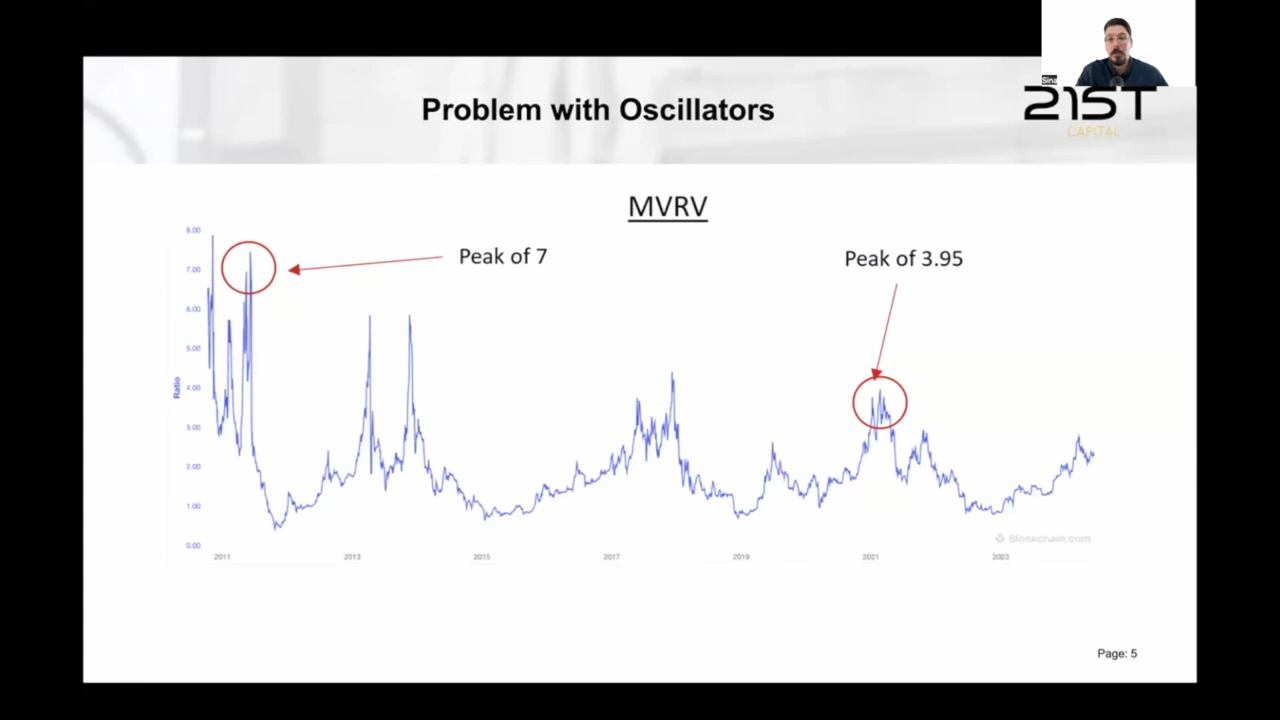 Sina
Problem with Oscillators
21ST
CAPITAL
MVRV
Peak of 7
Peak of 3.95
8.00
7.00
6.00
5.00
4.00
3.00
2.00
1.00
0.00
Ratio
2011
2013
2015
2017
2019
2021
2023
Blockchain.com
Page: 5